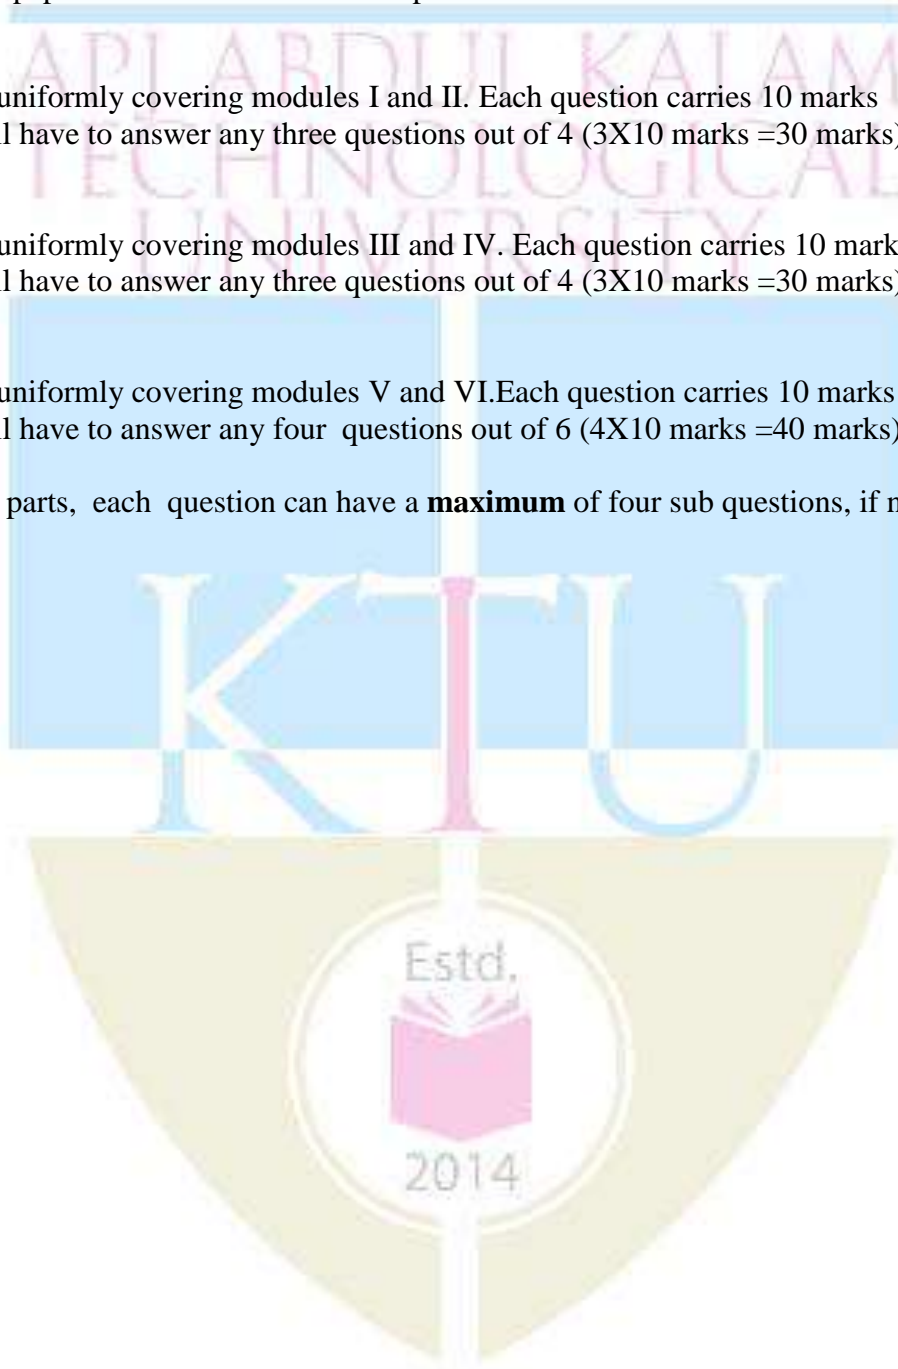 API ABDUL KALAM
uniformly covering modules I and II. Each question carries 10 marks
ll have to answer any three questions out of 4 (3X10 marks =30 marks)
TECHNOLOGICAL
UNIVERSITY
uniformly covering modules III and IV. Each question carries 10 mark
ll have to answer any three questions out of 4 (3X10 marks =30 marks)
uniformly covering modules V and VI.Each question carries 10 marks
ll have to answer any four questions out of 6 (4X10 marks =40 marks)
parts, each question can have a maximum of four sub questions, if n
KTU
Estd.
2014